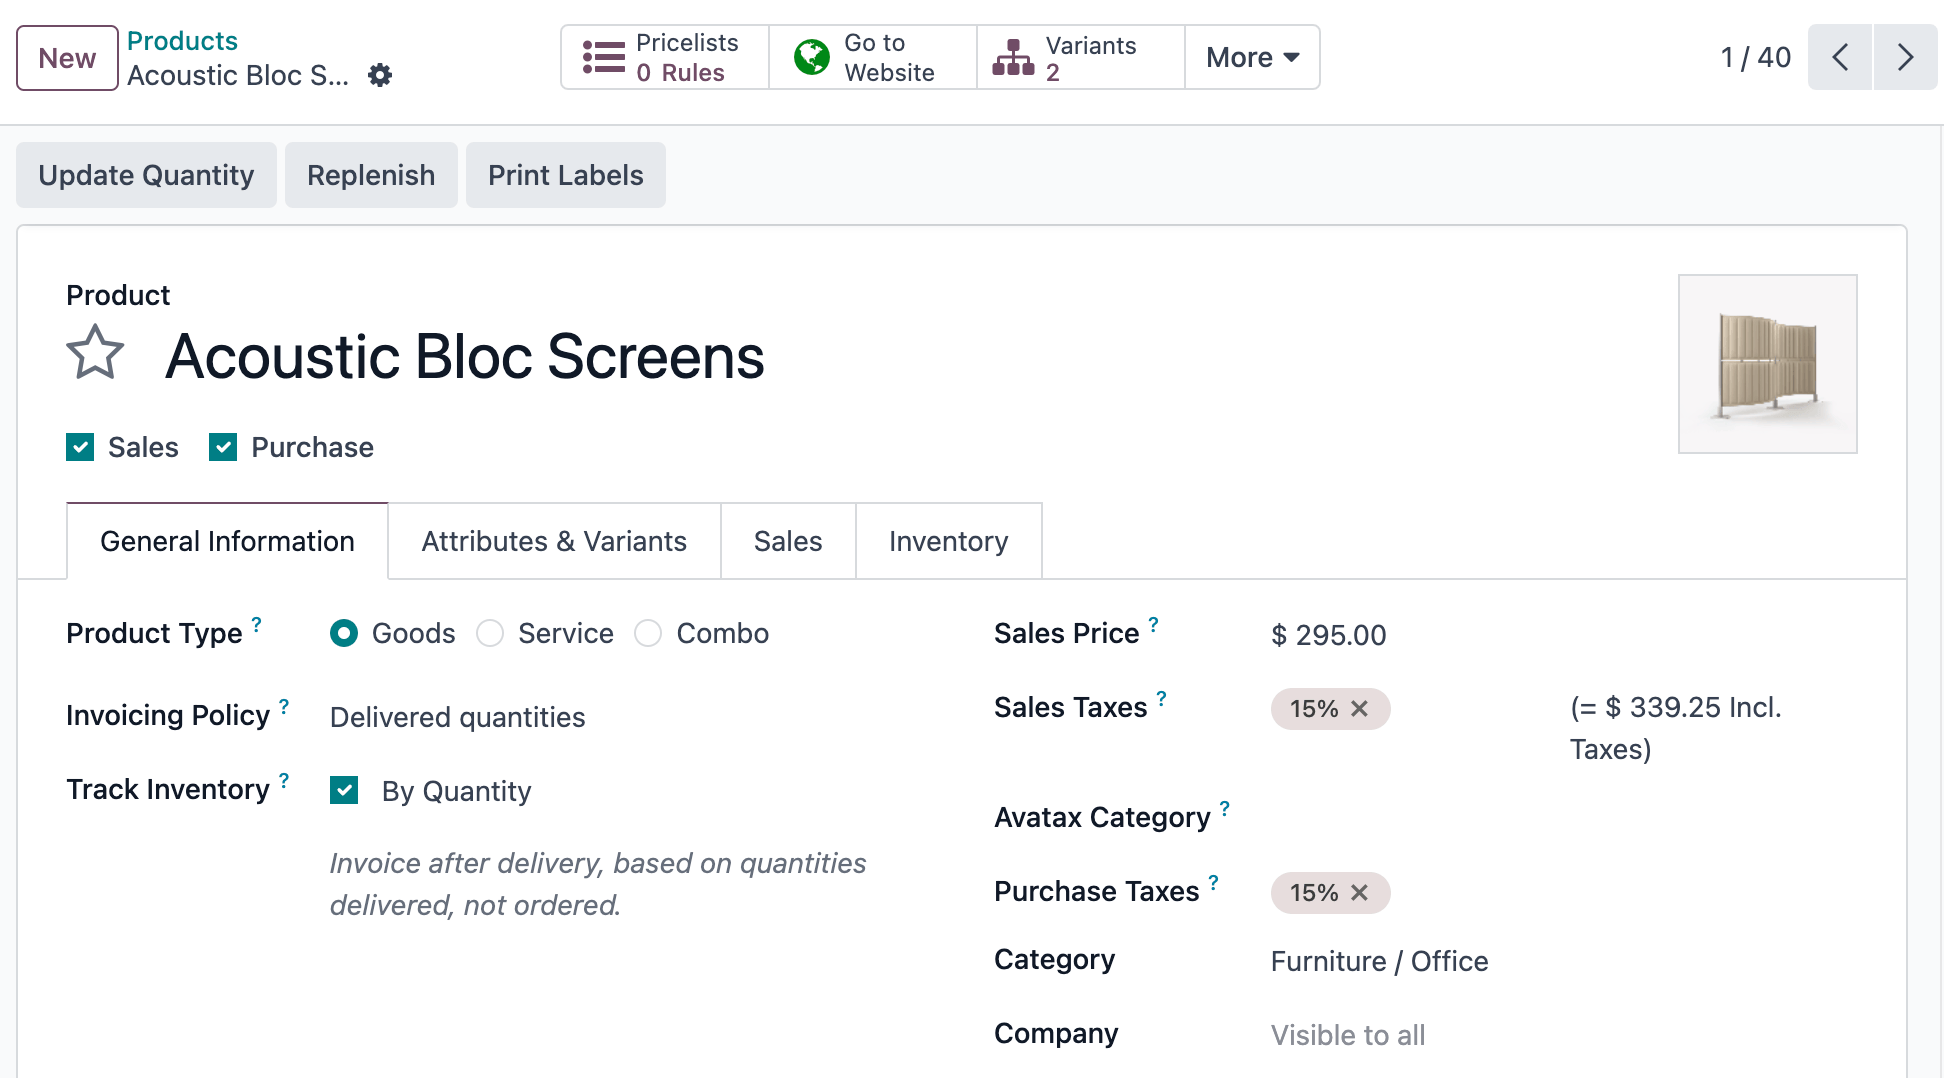 New
Products
Acoustic Bloc S...
Pricelists
0 Rules
Go to
Website
Variants
2
More
1 / 40
Update Quantity
Replenish
Print Labels
Product
Acoustic Bloc Screens
Sales
Purchase
General Information
Attributes & Variants
Sales
Inventory
Product Type ?
Goods
Service
Combo
Invoicing Policy ?
Delivered quantities
Track Inventory ?
By Quantity
Invoice after delivery, based on quantities
delivered, not ordered.
Sales Price ?
$ 295.00
Sales Taxes ?
15%
(= $ 339.25 Incl.
Taxes)
Avatax Category ?
Purchase Taxes ?
15%
Category
Furniture / Office
Company
Visible to all